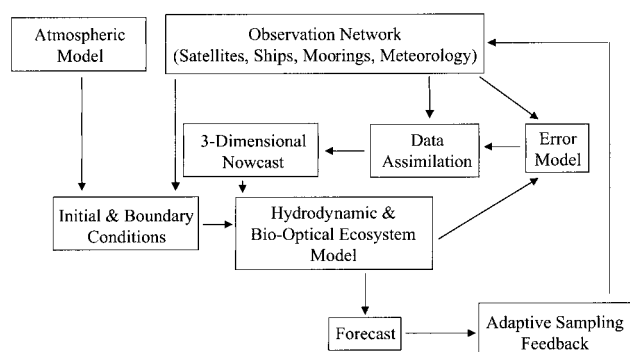 Atmospheric
Model
Observation Network
(Satellites, Ships, Moorings, Meteorology)
3-Dimensional
Nowcast
Data
Assimilation
Error
Model
Initial & Boundary
Conditions
Hydrodynamic &
Bio-Optical Ecosystem
Model
Forecast
Adaptive Sampling
Feedback